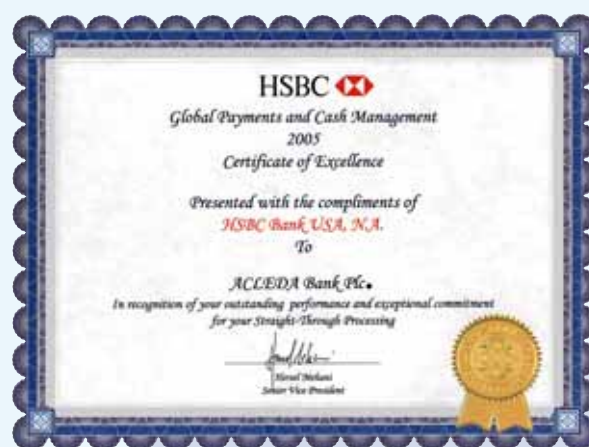 HSBC
Global Payments and Cash Management
2005
Certificate of Excellence
Presented with the compliments of
HSBC Bank USA, N.A.
To
ACLEDA Bank Plc.
In recognition of your outstanding performance and exceptional commitment
for your Straight-Through Processing
Senior Vice President